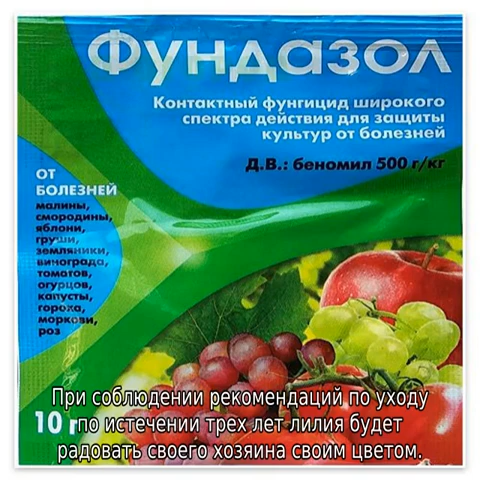 Фундазол
Контактный фунгицид широкого
спектра действия для защиты
культур от болезней
Д.В.: беномил 500 г/кг
ОТ
БОЛЕЗНЕЙ
малины,
смородины,
яблони,
груши,
земляники,
винограда,
томатов,
огурцов,
капусты,
гороха,
моркови,
роз
10 г
При соблюдении рекомендаций по уходу
по истечении трех лет лилия будет
радовать своего хозяина своим цветом.